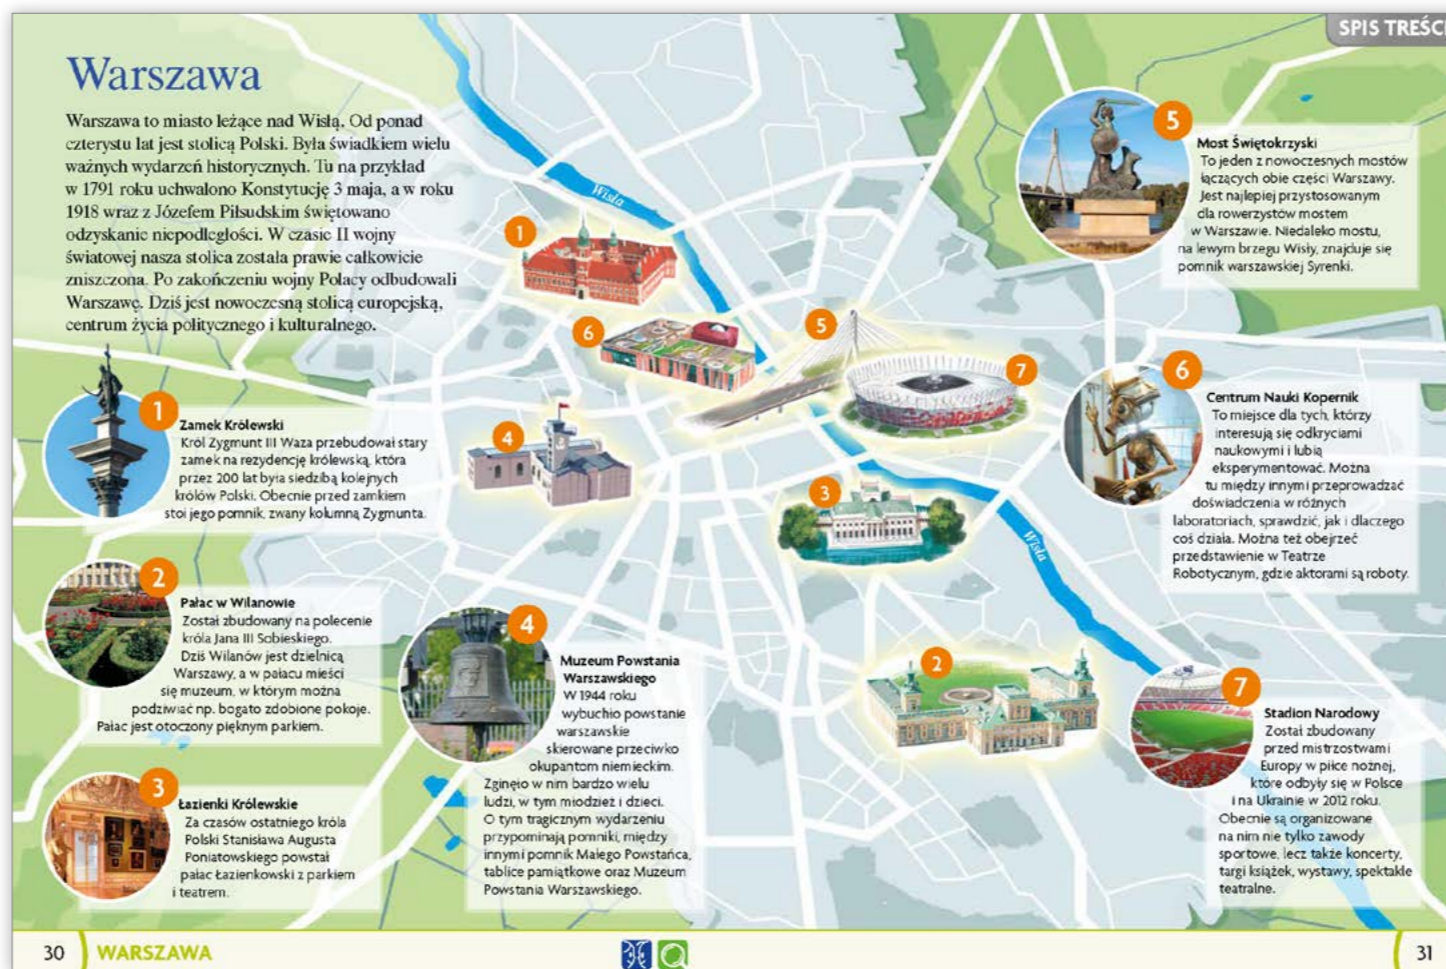 SPIS TREŚCI
Warszawa
Warszawa to miasto leżące nad Wisłą. Od ponad
czterystu lat jest stolicą Polski. Była świadkiem wielu
ważnych wydarzeń historycznych. Tu na przykład
w 1791 roku uchwalono Konstytucję 3 maja, a w roku
1918 wraz z Józefem Piłsudskim świętowano
odzyskanie niepodległości. W czasie II wojny
światowej nasza stolica została prawie całkowicie
zniszczona. Po zakończeniu wojny Polacy odbudowali
Warszawę. Dziś jest nowoczesną stolicą europejską,
centrum życia politycznego i kulturalnego.
Wisła
1
6
5
7
4
3
Wisła
2
1
Zamek Królewski
Król Zygmunt III Waza przebudował stary
zamek na rezydencję królewską, która
przez 200 lat była siedzibą kolejnych
królów Polski. Obecnie przed zamkiem
stoi jego pomnik, zwany kolumną Zygmunta.
2
Pałac w Wilanowie
Został zbudowany na polecenie
króla Jana III Sobieskiego.
Dziś Wilanów jest dzielnicą
Warszawy, a w pałacu mieści
się muzeum, w którym można
podziwiać np. bogato zdobione pokoje.
Pałac jest otoczony pięknym parkiem.
3
Łazienki Królewskie
Za czasów ostatniego króla
Polski Stanisława Augusta
Poniatowskiego powstał
pałac Łazienkowski z parkiem
i teatrem.
4
Muzeum Powstania
Warszawskiego
W 1944 roku
wybuchło powstanie
warszawskie
skierowane przeciwko
okupantom niemieckim.
Zginęło w nim bardzo wielu
ludzi, w tym młodzież i dzieci.
O tym tragicznym wydarzeniu
przypominają pomniki, między
innymi pomnik Małego Powstańca,
tablice pamiątkowe oraz Muzeum
Powstania Warszawskiego.
5
Most Świętokrzyski
To jeden z nowoczesnych mostów
łączących obie części Warszawy.
Jest najlepiej przystosowanym
dla rowerzystów mostem
w Warszawie. Niedaleko mostu,
na lewym brzegu Wisły, znajduje się
pomnik warszawskiej Syrenki.
6
Centrum Nauki Kopernik
To miejsce dla tych, którzy
interesują się odkryciami
naukowymi i lubią
eksperymentować. Można
tu między innymi przeprowadzać
doświadczenia w różnych
laboratoriach, sprawdzić, jak i dlaczego
coś działa. Można też obejrzeć
przedstawienie w Teatrze
Robotycznym, gdzie aktorami są roboty.
7
Stadion Narodowy
Został zbudowany
przed mistrzostwami
Europy w piłce nożnej,
które odbyły się w Polsce
i na Ukrainie w 2012 roku.
Obecnie są organizowane
na nim nie tylko zawody
sportowe, lecz także koncerty,
targi książek, wystawy, spektakle
teatralne.
30 WARSZAWA
31